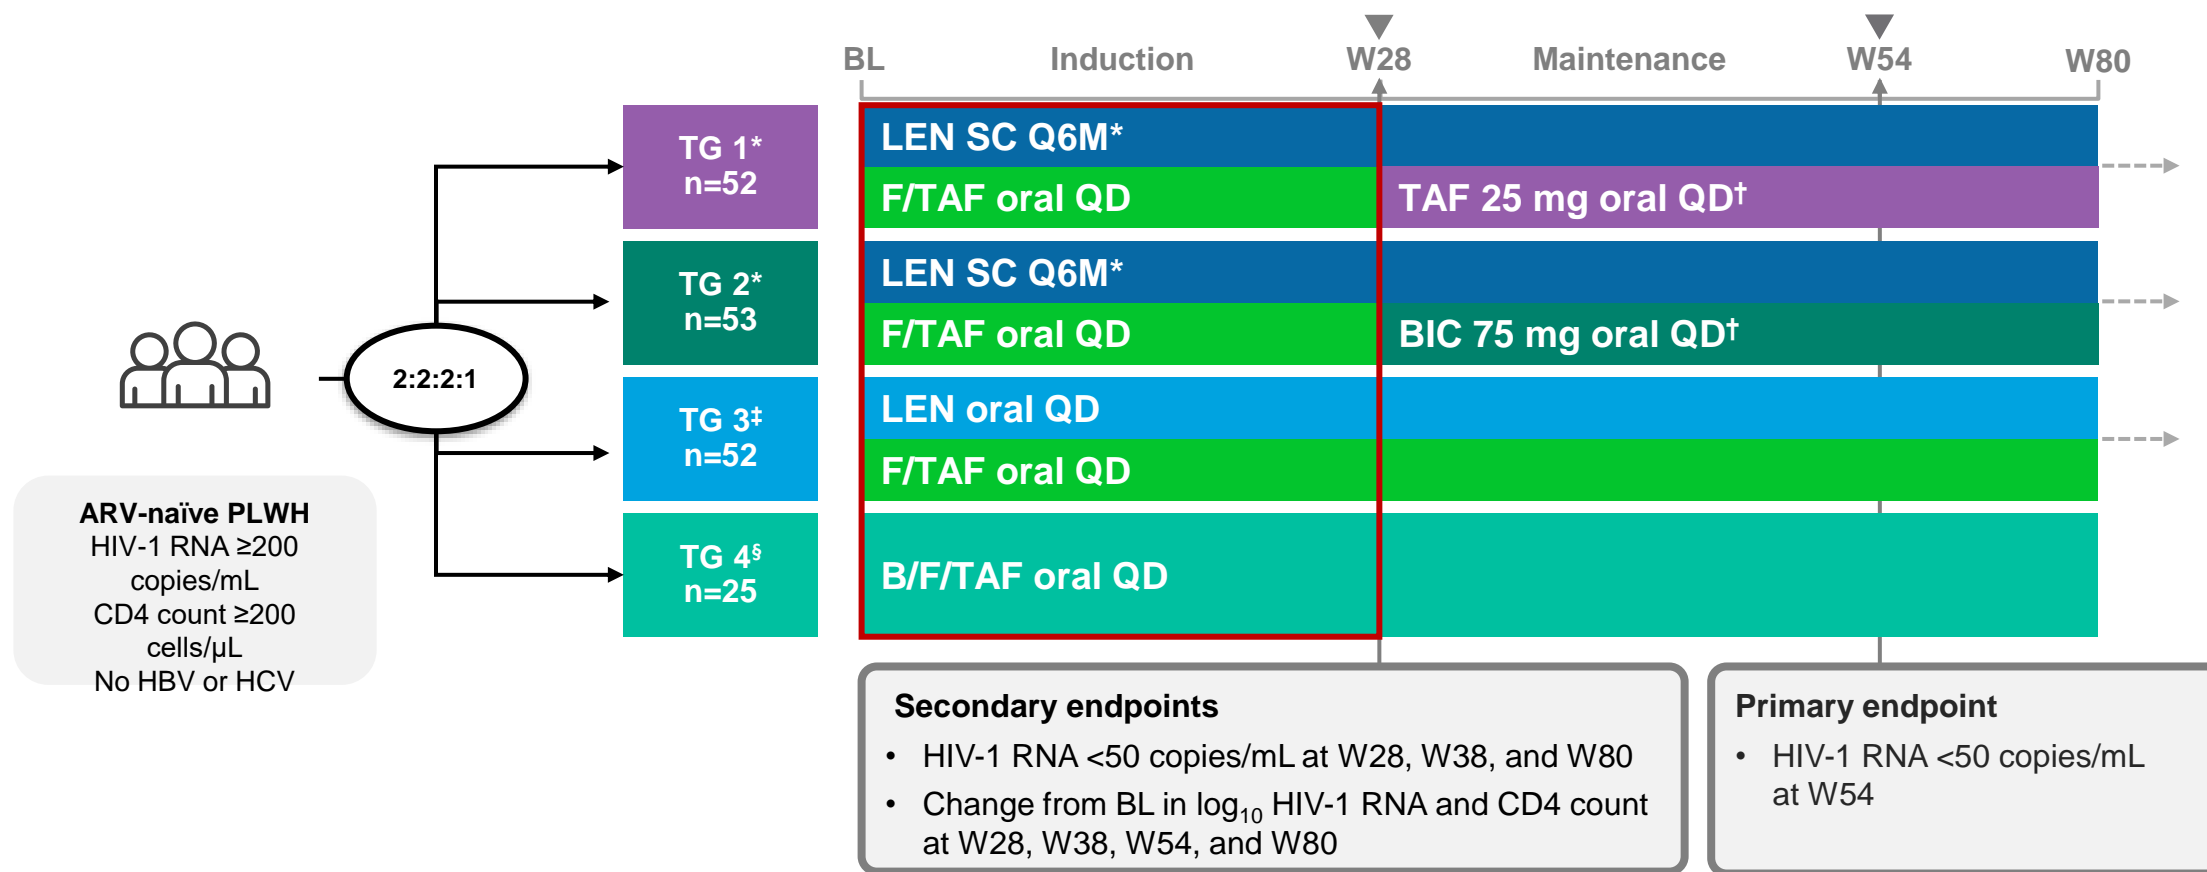 BL Induction W28 Maintenance W54 W80
TG 1*
n=52
LEN SC Q6M*
F/TAF oral QD
TAF 25 mg oral QD†
TG 2*
n=53
LEN SC Q6M*
F/TAF oral QD
BIC 75 mg oral QD†
2:2:2:1
TG 3‡
n=52
LEN oral QD
F/TAF oral QD
TG 4§
n=25
B/F/TAF oral QD
ARV-naïve PLWH
HIV-1 RNA ≥200
copies/mL
CD4 count ≥200
cells/µL
No HBV or HCV
Secondary endpoints
• HIV-1 RNA <50 copies/mL at W28, W38, and W80
• Change from BL in log10 HIV-1 RNA and CD4 count
at W28, W38, W54, and W80
Primary endpoint
• HIV-1 RNA <50 copies/mL
at W54